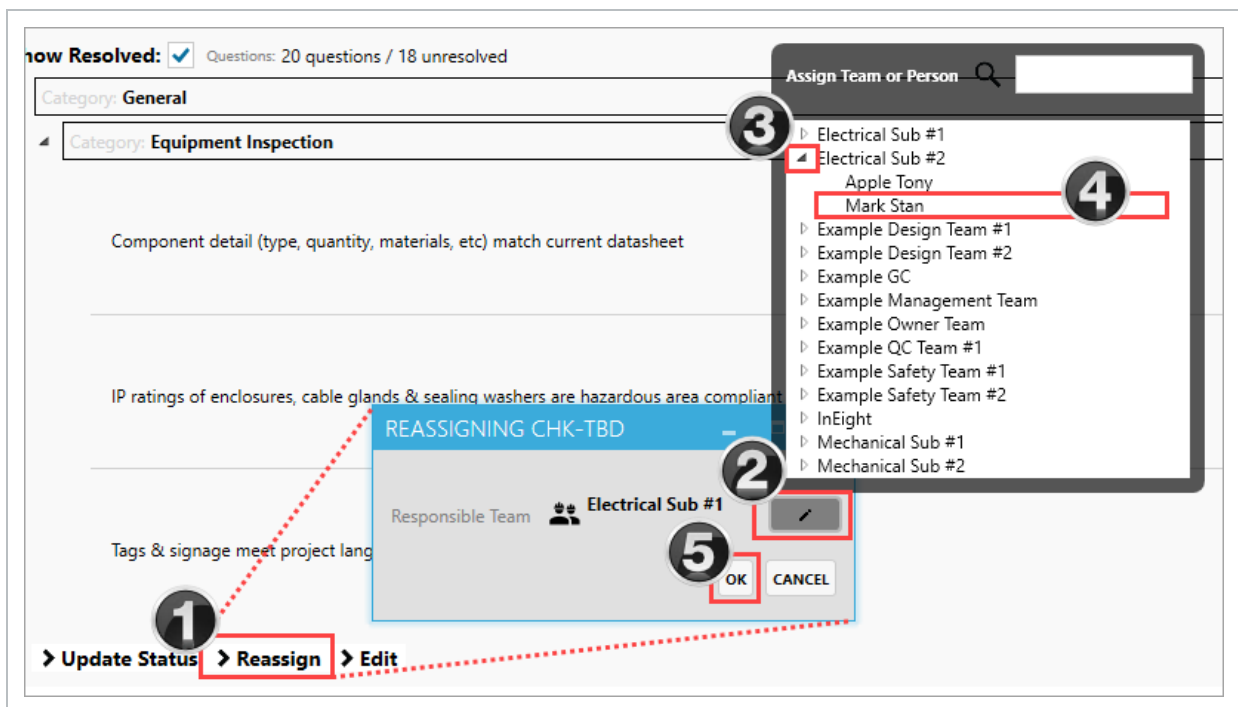 now Resolved: Questions: 20 questions / 18 unresolved
Category: General
Category: Equipment Inspection
Component detail (type, quantity, materials, etc) match current datasheet
IP ratings of enclosures, cable glands & sealing washers are hazardous area compliant
Tags & signage meet project lang
1
Update Status
Reassign
Edit
REASSIGNING CHK-TBD
2
Responsible Team
Electrical Sub #1
5
OK
CANCEL
Assign Team or Person
3
Electrical Sub #1
Electrical Sub #2
Apple Tony
4
Mark Stan
Example Design Team #1
Example Design Team #2
Example GC
Example Management Team
Example Owner Team
Example QC Team #1
Example Safety Team #1
Example Safety Team #2
InEight
Mechanical Sub #1
Mechanical Sub #2